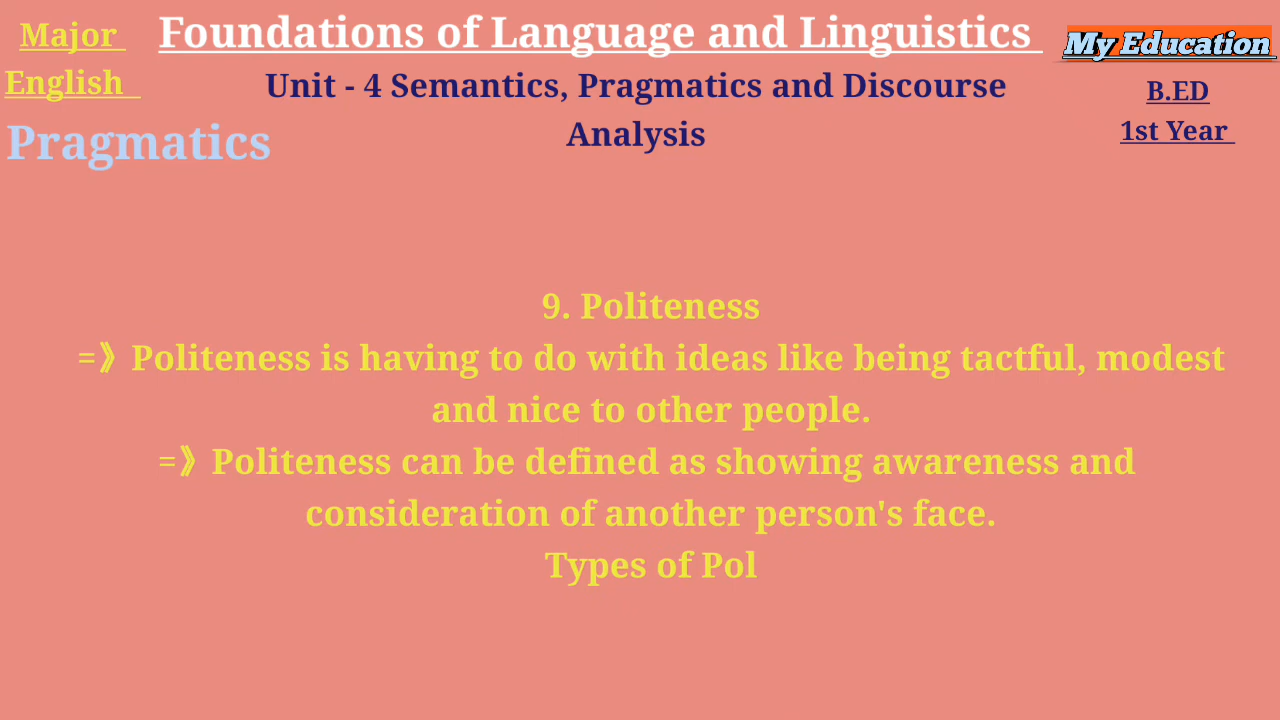 Major
English
Foundations of Language and Linguistics
My Education
Unit - 4 Semantics, Pragmatics and Discourse
Analysis
B.ED
1st Year
Pragmatics
9. Politeness
=》Politeness is having to do with ideas like being tactful, modest
and nice to other people.
=》Politeness can be defined as showing awareness and
consideration of another person's face.
Types of Pol